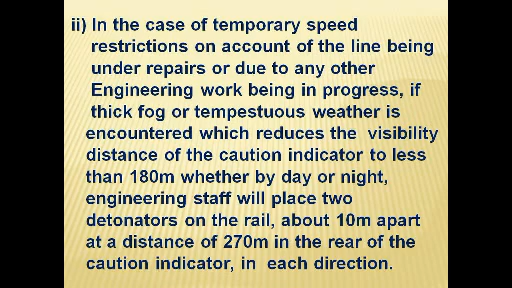 ii) In the case of temporary speed
restrictions on account of the line being
under repairs or due to any other
Engineering work being in progress, if
thick fog or tempestuous weather is
encountered which reduces the visibility
distance of the caution indicator to less
than 180m whether by day or night,
engineering staff will place two
detonators on the rail, about 10m apart
at a distance of 270m in the rear of the
caution indicator, in each direction.